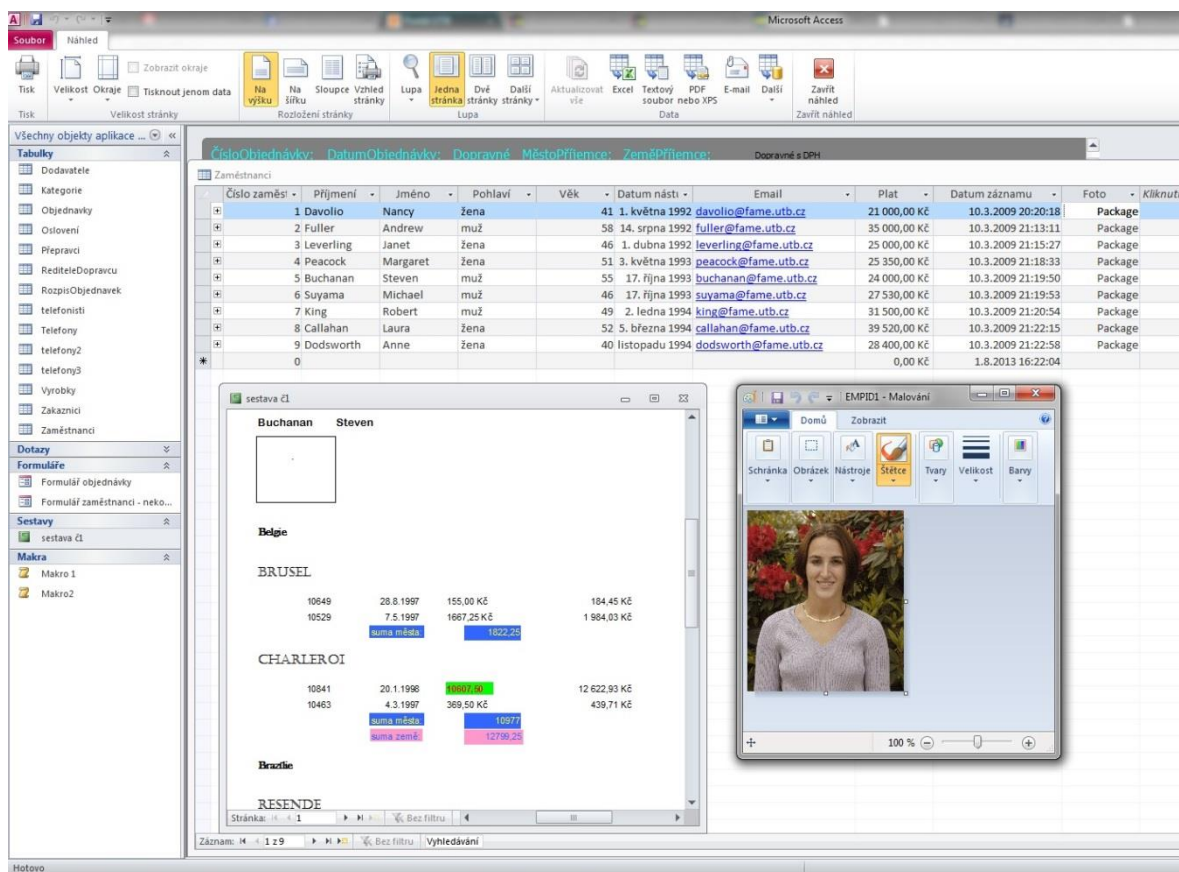 Microsoft Access
Soubor Náhled
Tisk
Velikost Okraje
Zobrazit okraje
Tisknout jenom data
Na výšku
Na šířku
Sloupce
Vzhled stránky
Lupa
Jedna stránka
Dvě stránky
Další stránky
Aktualizovat vše
Excel
Textový soubor
PDF nebo XPS
E-mail
Další
Zavřít náhled
Tisk Velikost stránky Rozložení stránky Lupa Data Zavřít náhled
Všechny objekty aplikace ...
Tabulky
Dodavatele
Kategorie
Objednavky
Oslovení
Přepravci
RediteleDopravcu
RozpisObjednavek
telefonisti
Telefony
telefony2
telefony3
Vyrobky
Zakaznici
Zaměstnanci
Dotazy
Formuláře
Formulář objednávky
Formulář zaměstnanci - neko...
Sestavy
sestava č1
Makra
Makro 1
Makro2
ČísloObjednávky: DatumObjednávky: Dopravné MěstoPříjemce: ZeměPříjemce: Dopravné s DPH
Zaměstnanci
Číslo zaměst Příjmení Jméno Pohlaví Věk Datum nástı Email Plat Datum záznamu Foto Kliknutí
1 Davolio Nancy žena 41 1. května 1992 davolio@fame.utb.cz 21 000,00 Kč 10.3.2009 20:20:18 Package
2 Fuller Andrew muž 58 14. srpna 1992 fuller@fame.utb.cz 35 000,00 Kč 10.3.2009 21:13:11 Package
3 Leverling Janet žena 46 1. dubna 1992 leverling@fame.utb.cz 25 000,00 Kč 10.3.2009 21:15:27 Package
4 Peacock Margaret žena 51 3. května 1993 peacock@fame.utb.cz 25 350,00 Kč 10.3.2009 21:18:33 Package
5 Buchanan Steven muž 55 17. října 1993 buchanan@fame.utb.cz 24 000,00 Kč 10.3.2009 21:19:50 Package
6 Suyama Michael muž 46 17. října 1993 suyama@fame.utb.cz 27 530,00 Kč 10.3.2009 21:19:53 Package
7 King Robert muž 49 2. ledna 1994 king@fame.utb.cz 31 500,00 Kč 10.3.2009 21:20:54 Package
8 Callahan Laura žena 52 5. března 1994 callahan@fame.utb.cz 39 520,00 Kč 10.3.2009 21:22:15 Package
9 Dodsworth Anne žena 40 listopadu 1994 dodsworth@fame.utb.cz 28 400,00 Kč 10.3.2009 21:22:58 Package
0 0,00 Kč 1.8.2013 16:22:04
sestava č1
Buchanan Steven
Belgie
BRUSEL
10649 28.8.1997 155,00 Kč 184,45 Kč
10529 7.5.1997 1667,25 Kč 1 984,03 Kč
suma města: 1822,25
CHARLEROI
10841 20.1.1998 10607,50 12 622,93 Kč
10463 4.3.1997 369,50 Kč 439,71 Kč
suma města: 10977
suma země: 12799,25
Brazílie
RESENDE
Stránka: 1 Bez filtru
EMPID1 - Malování
Domů Zobrazit
Schránka Obrázek Nástroje Štětce Tvary Velikost Barvy
100 %
Záznam: 1 z 9 Bez filtru Vyhledávání
Hotovo